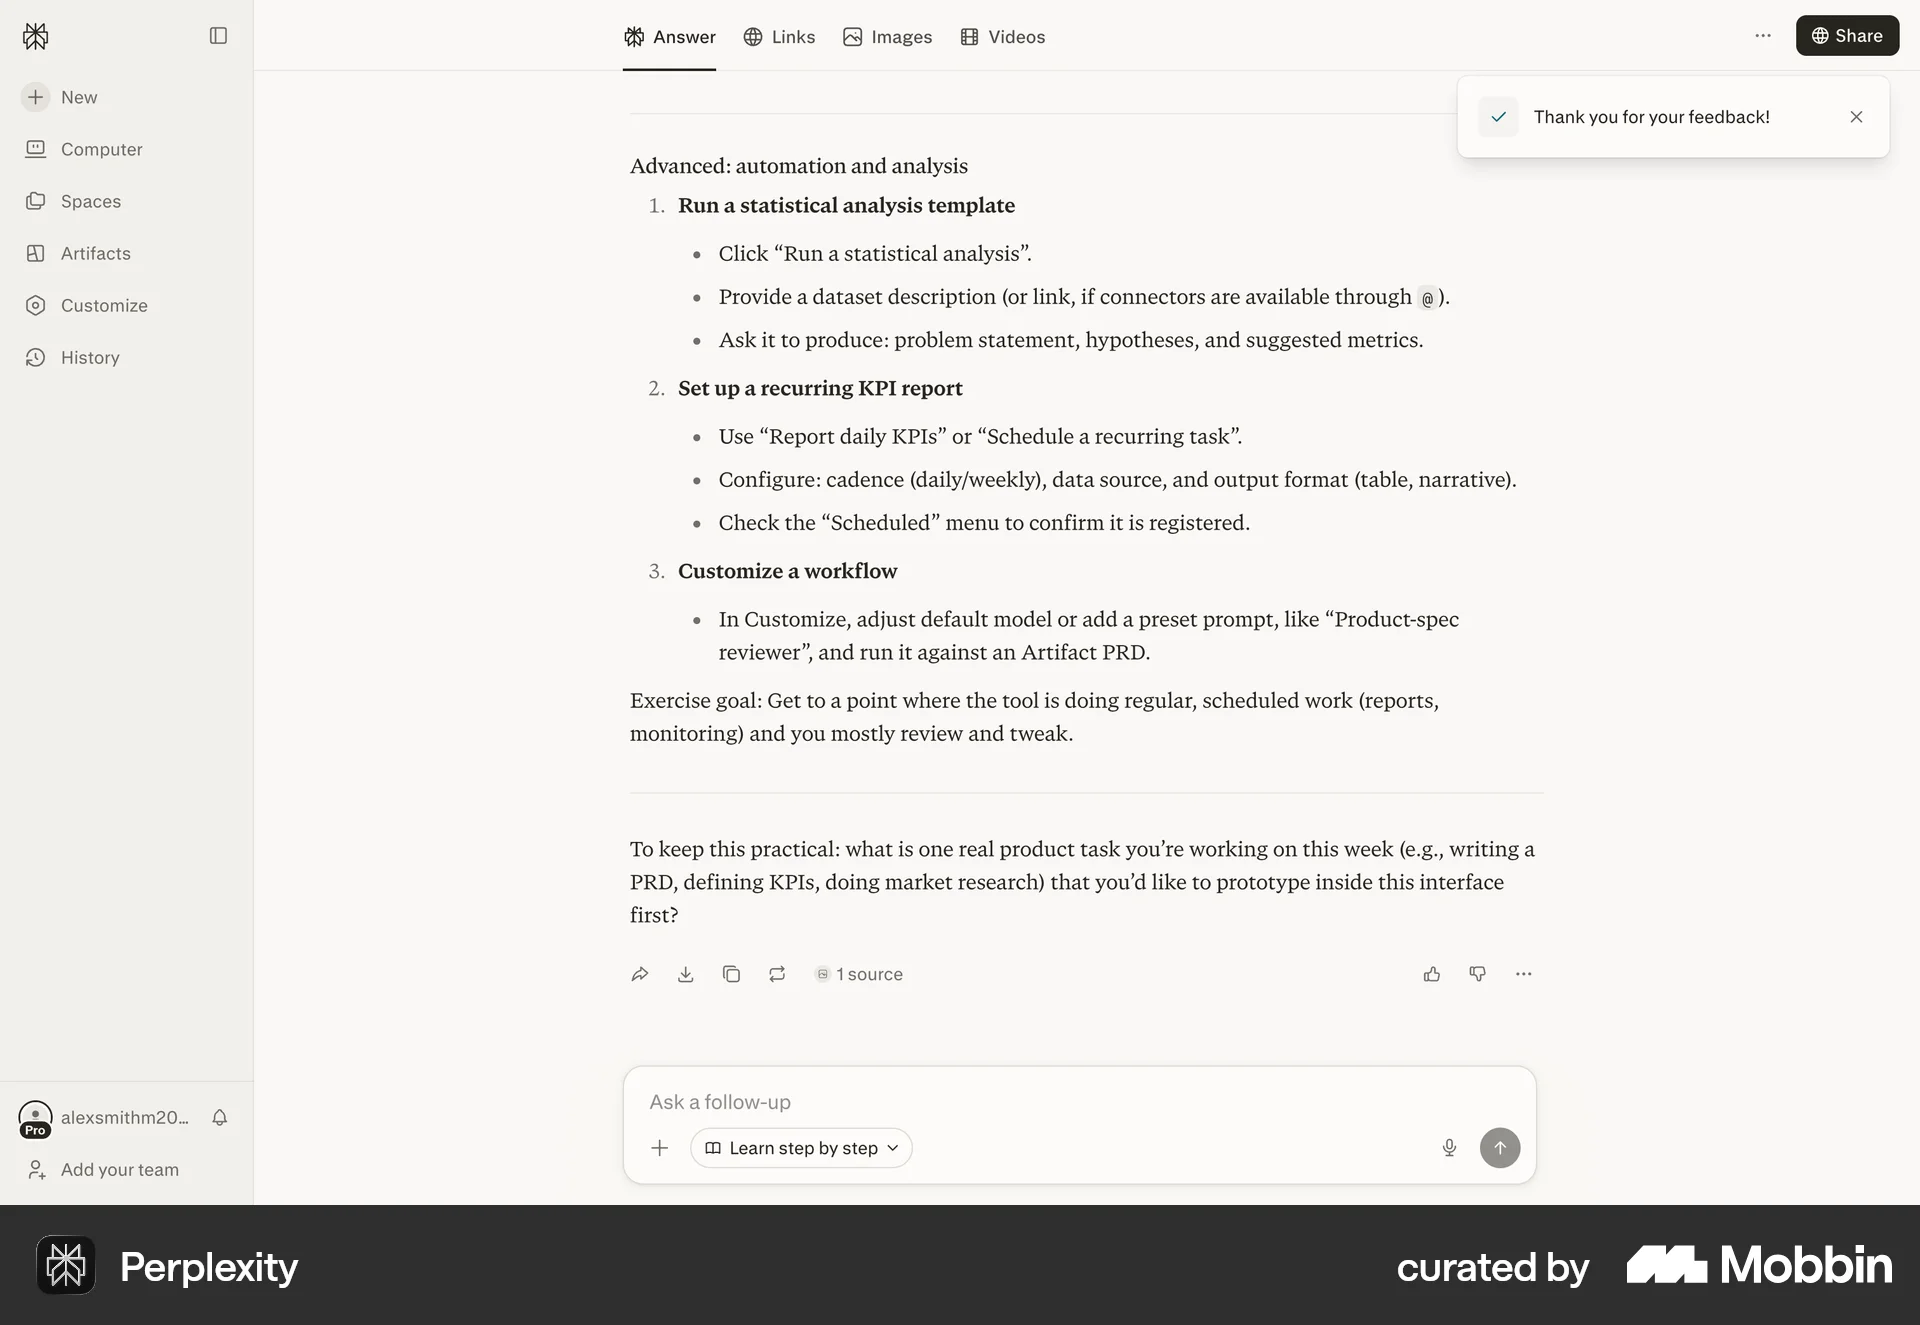 Answer
Links
Images
Videos
Share
New
Computer
Spaces
Artifacts
Customize
History
Thank you for your feedback!
Advanced: automation and analysis
1. Run a statistical analysis template
• Click “Run a statistical analysis”.
• Provide a dataset description (or link, if connectors are available through @).
• Ask it to produce: problem statement, hypotheses, and suggested metrics.
2. Set up a recurring KPI report
• Use “Report daily KPIs” or “Schedule a recurring task”.
• Configure: cadence (daily/weekly), data source, and output format (table, narrative).
• Check the “Scheduled” menu to confirm it is registered.
3. Customize a workflow
• In Customize, adjust default model or add a preset prompt, like “Product-spec
reviewer”, and run it against an Artifact PRD.
Exercise goal: Get to a point where the tool is doing regular, scheduled work (reports,
monitoring) and you mostly review and tweak.
To keep this practical: what is one real product task you’re working on this week (e.g., writing a
PRD, defining KPIs, doing market research) that you’d like to prototype inside this interface
first?
1 source
Ask a follow-up
Learn step by step
Pro
alexsmithm20...
Add your team
Perplexity
curated by
Mobbin